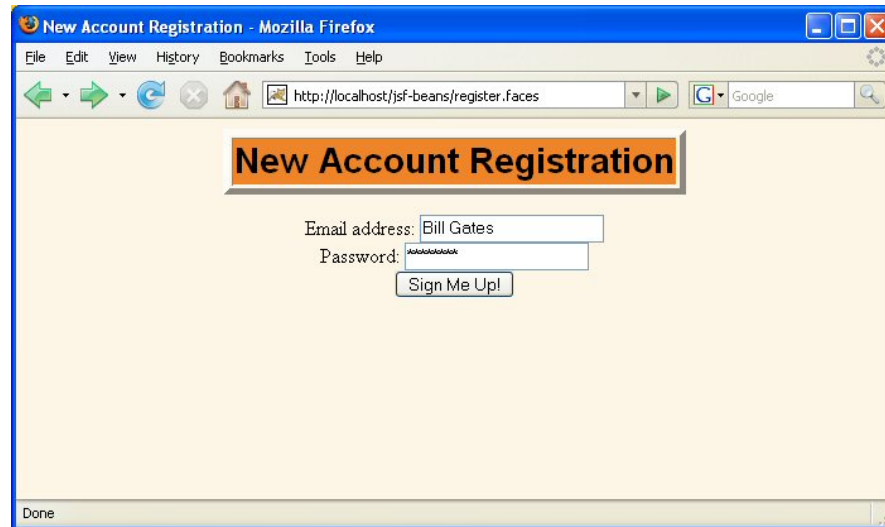 New Account Registration - Mozilla Firefox
File Edit View History Bookmarks Tools Help
http://localhost/jsf-beans/register.faces G Google
New Account Registration
Email address: Bill Gates
Password: *********
Sign Me Up!
Done